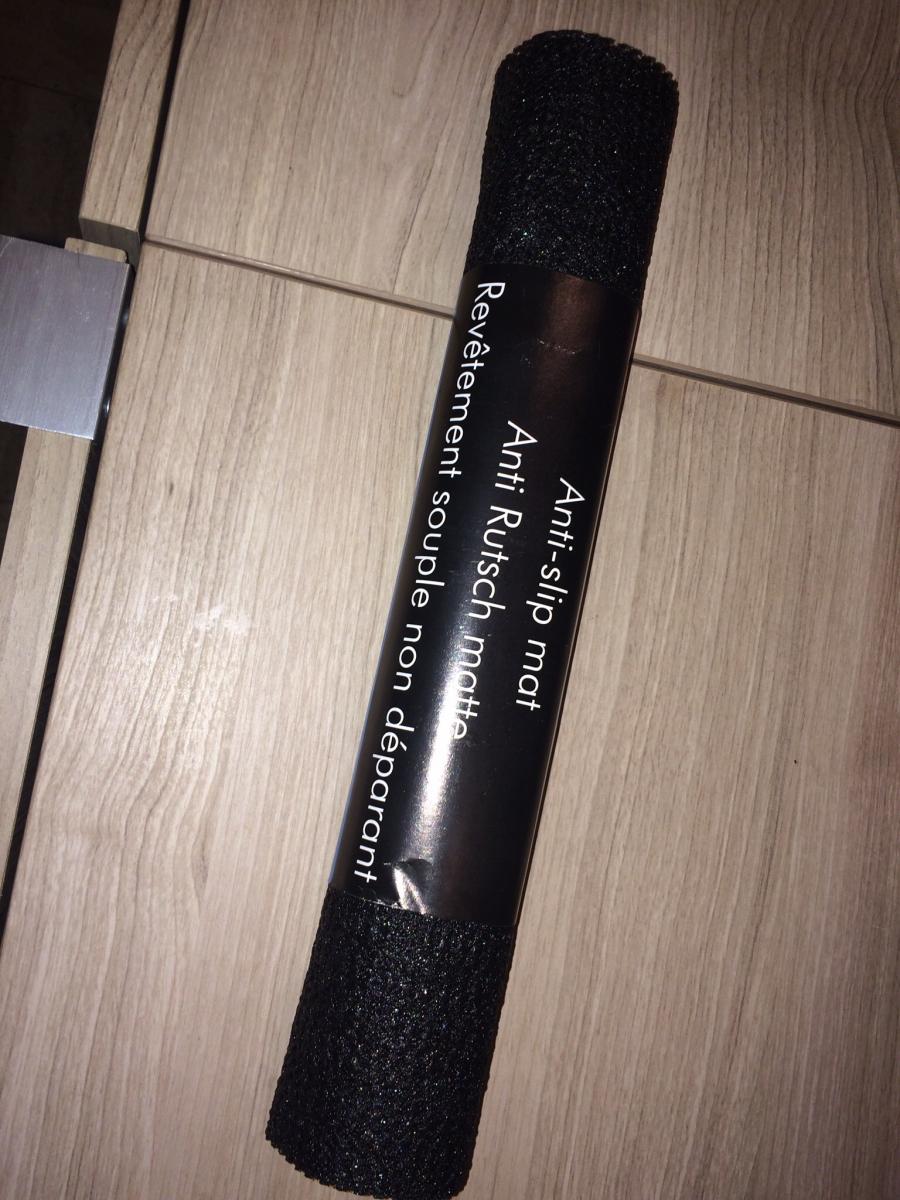 Anti-slip mat
Anti Rutsch matte
Revêtement souple non déparant